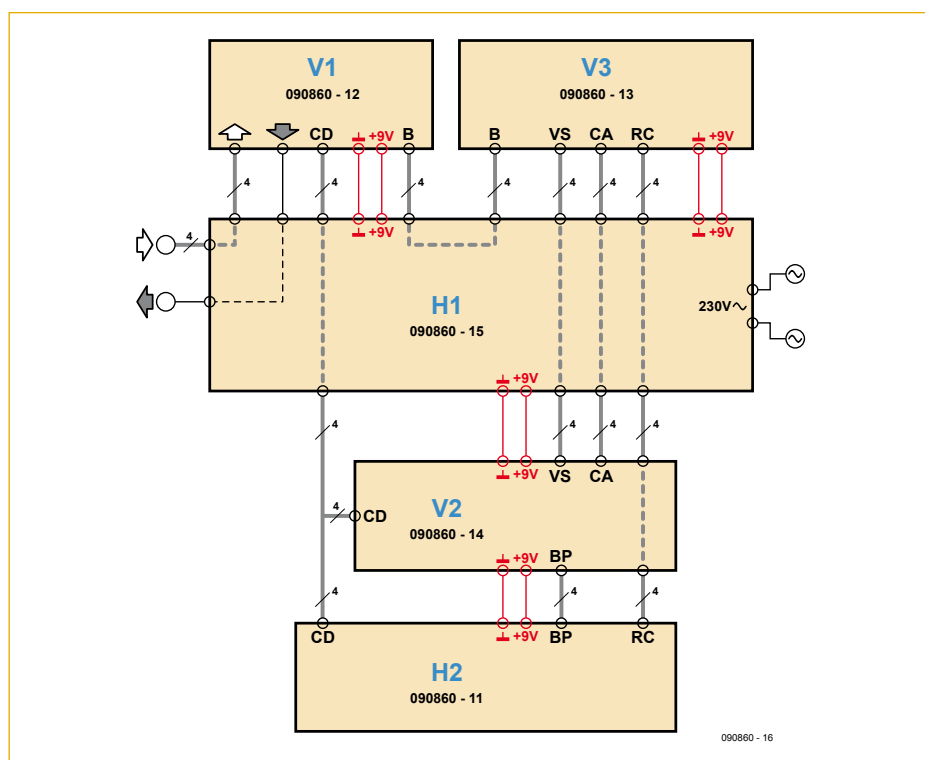 V1
V3
090860 - 12
090860 - 13
CD +9V B
B VS CA RC +9V
4 4 4 4 4 4 4
+9V +9V
4
H1
090860 - 15
230V
+9V
4 4 4 4
+9V VS CA
V2
4 CD
090860 - 14
+9V BP
4 4 4
CD +9V BP RC
H2
090860 - 11
090860 - 16